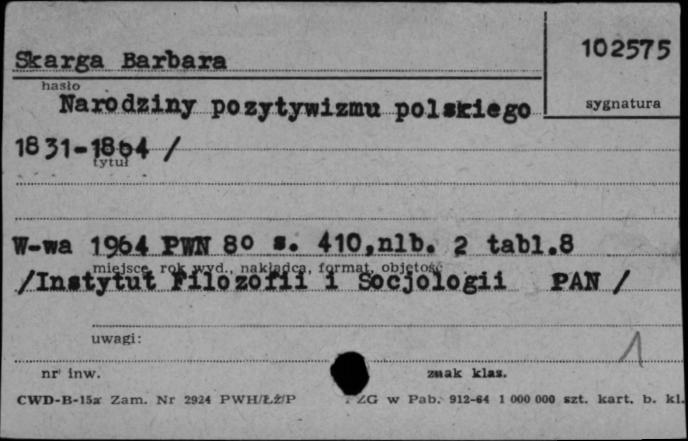 Skarga Barbara
102575
hasło
sygnatura
Narodziny pozytywizmu polskiego
1831-1864 /
tytuł
W-wa 1964 PWN 8º s. 410,nlb. 2 tabl.8
miejsce, rok wyd., nakładca, format, objętość
/Instytut Filozofii i Socjologii PAN /
uwagi:
1
nr inw.
znak klas.
CWD-B-15a Zam. Nr 2924 PWH/ŁŻ/P ZG w Pab. 912-64 1 000 000 szt. kart. b. kl.